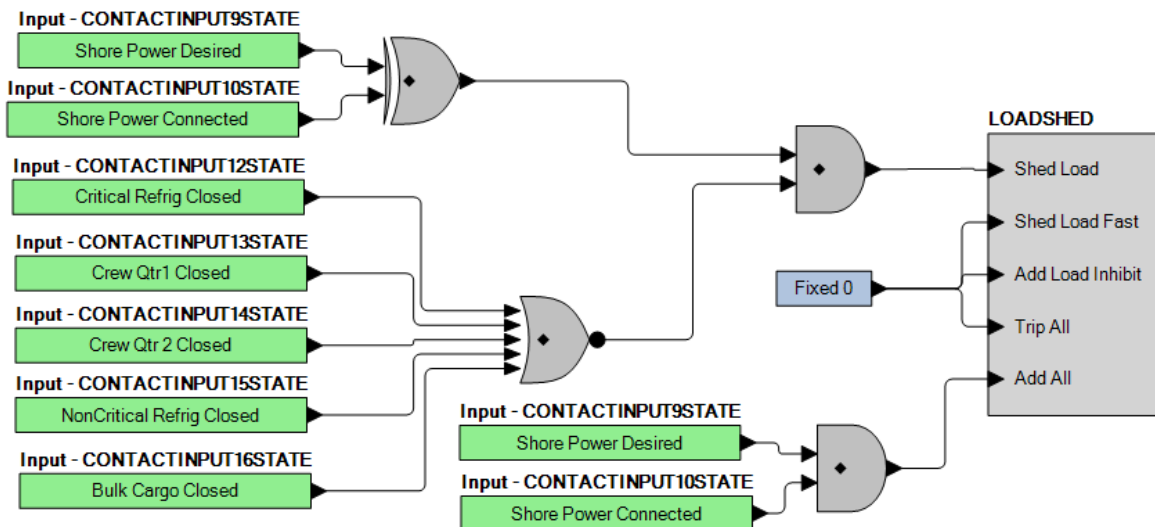 Input - CONTACTINPUT9STATE
Shore Power Desired
Input - CONTACTINPUT10STATE
Shore Power Connected
LOADSHED
Input - CONTACTINPUT12STATE
Critical Refrig Closed
Shed Load
Shed Load Fast
Input - CONTACTINPUT13STATE
Crew Qtr1 Closed
Add Load Inhibit
Fixed 0
Input - CONTACTINPUT14STATE
Crew Qtr 2 Closed
Trip All
Add All
Input - CONTACTINPUT15STATE
NonCritical Refrig Closed
Input - CONTACTINPUT9STATE
Shore Power Desired
Input - CONTACTINPUT16STATE
Bulk Cargo Closed
Input - CONTACTINPUT10STATE
Shore Power Connected